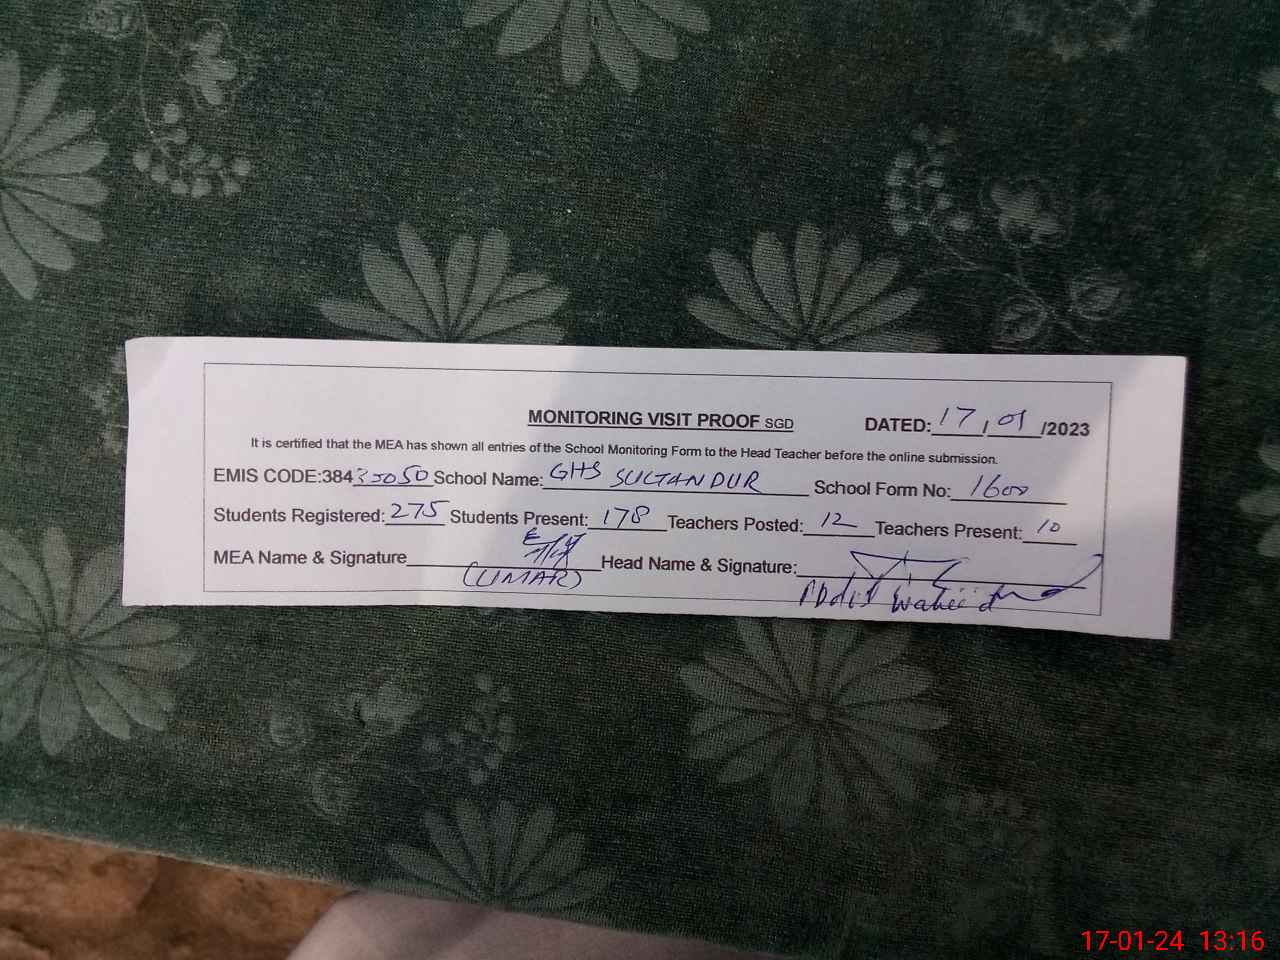 MONITORING VISIT PROOF SGD DATED: 17/01/2023
It is certified that the MEA has shown all entries of the School Monitoring Form to the Head Teacher before the online submission.
EMIS CODE:38433050 School Name: GHS SULTANPUR School Form No: 1600
Students Registered: 275 Students Present: 178 Teachers Posted: 12 Teachers Present: 10
MEA Name & Signature Head Name & Signature:
(UMAR) Abdul Waheed
17-01-24 13:16